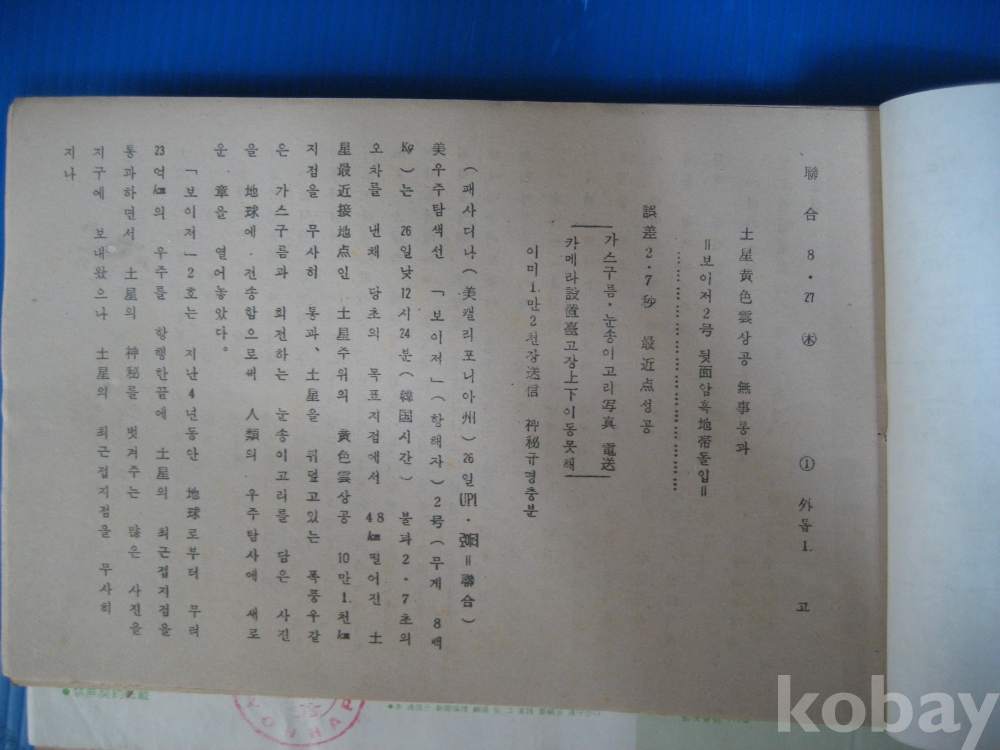 聯合 8·27 ㊍ ① 外돕1. 고
土星黄色雲상공 無事통과
=보이저2号 뒷面암흑地帯돌입=
誤差2·7秒 最近点성공
가스구름·눈송이고리写真 電送
카메라設置臺고장上下이동못해
이미1.만2천장送信 神秘규명충분
(패사디나(美캘리포니아州)26일UPI· =聯合)
美우주탐색선 「보이저」(항해자)2号(무게 8백
Kg)는 26일낮12시24분(韓国시간) 불과2·7초의
오차를 낸채 당초의 목표지점에서 48km떨어진 土
星最近接地点인 土星주위의 黄色雲상공 10만1.천km
지점을 무사히 통과、土星을 뒤덮고있는 폭풍우같
은 가스구름과 회전하는 눈송이고리를 담은 사진
을 地球에 전송함으로써 人類의 우주탐사에 새로
운 章을 열어놓았다。
「보이저-2호는 지난4년동안 地球로부터 무려
23억km의 우주를 항행한끝에 土星의 최근접지점을
통과하면서 土星의 神秘를 벗겨주는 많은 사진을
지구에 보내왔으나 土星의 최근접지점을 무사히
지나
kobay